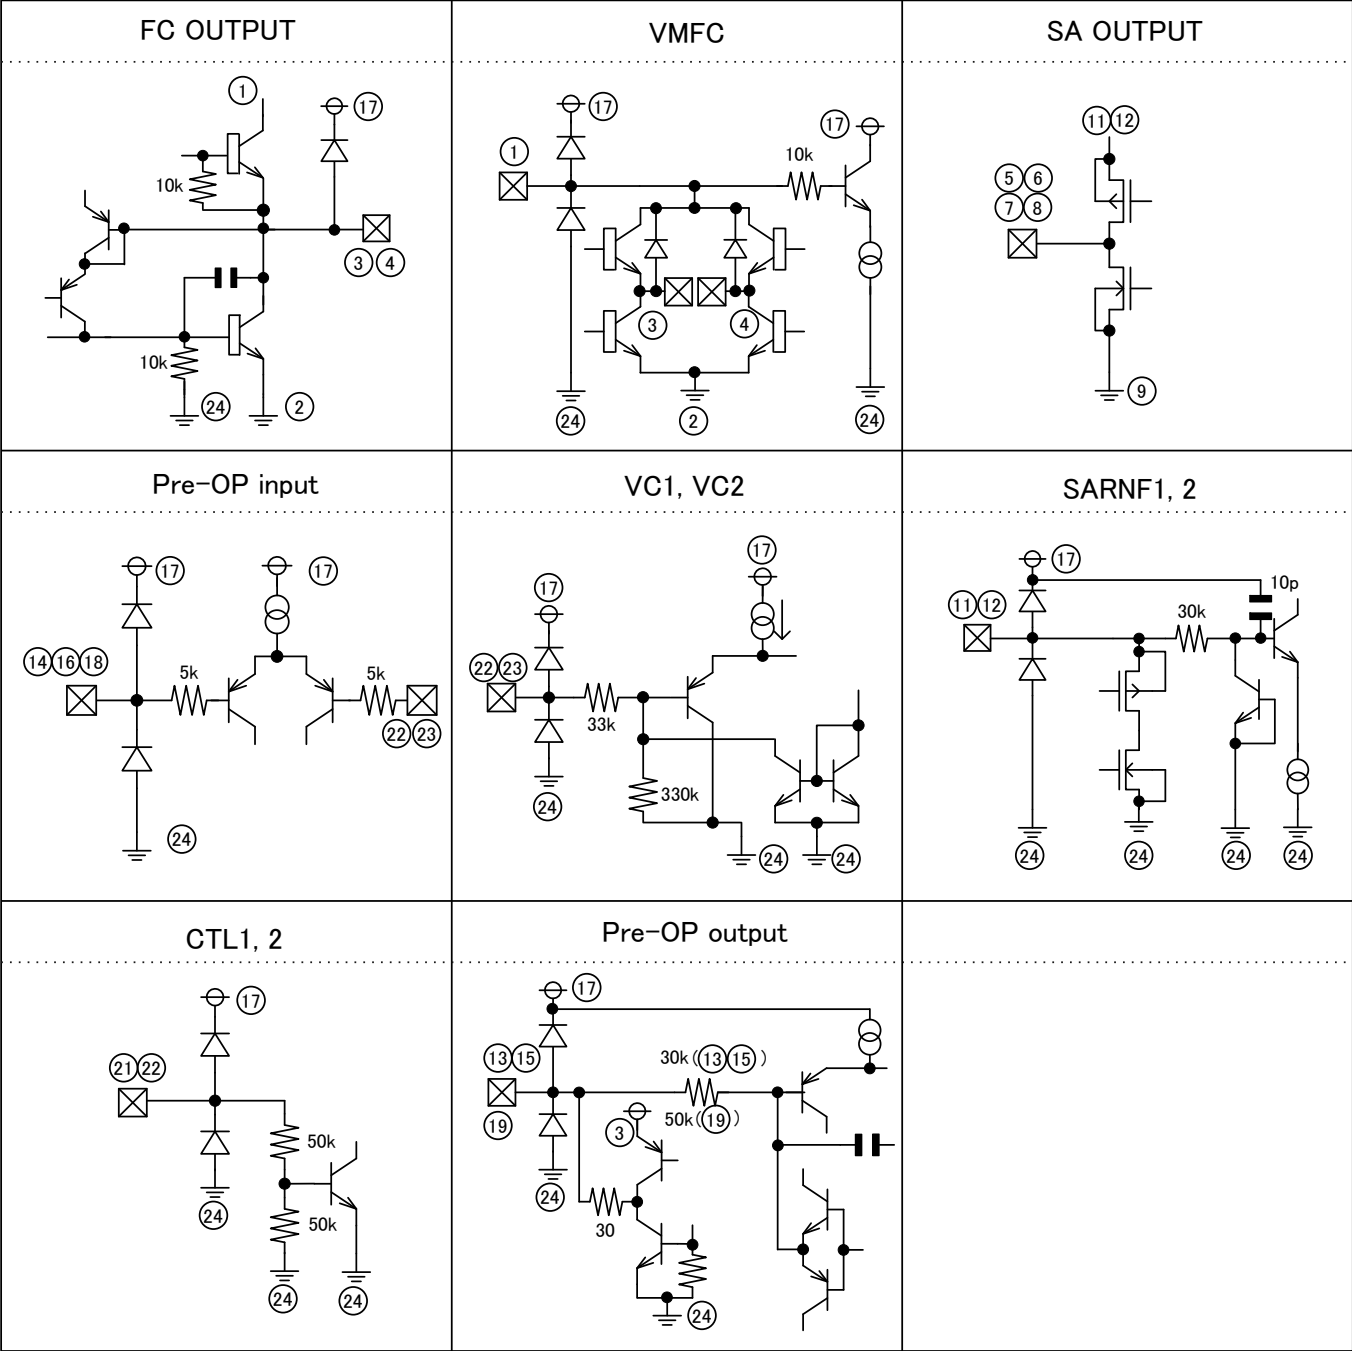 FC OUTPUT
1
17
10k
3 4
10k
24
2
VMFC
17
17
1
10k
3
4
24
2
24
SA OUTPUT
11 12
5 6
7 8
9
Pre-OP input
17
17
14 16 18
5k
5k
22 23
24
VC1, VC2
17
17
22 23
33k
24
330k
24
24
SARNF1, 2
17
10p
11 12
30k
24
24
24
24
CTL1, 2
17
21 22
50k
24
50k
24
24
Pre-OP output
17
13 15
30k(13 15)
19
50k(19)
3
24
30
24